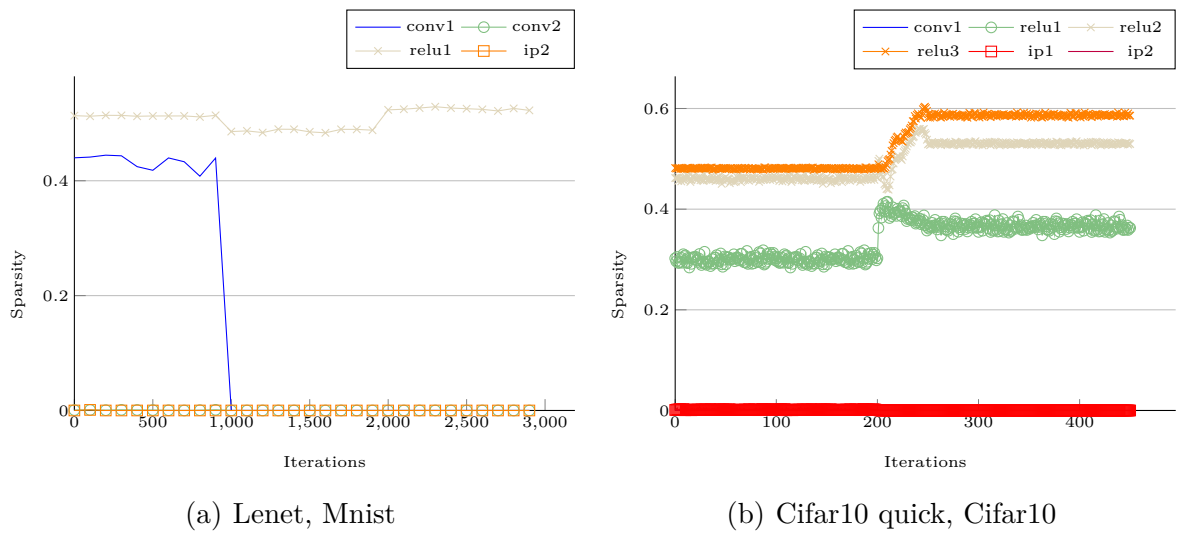 conv1 conv2
relu1 ip2
0.4
0.2
0
Sparsity
0 500 1,000 1,500 2,000 2,500 3,000
Iterations
(a) Lenet, Mnist
conv1 relu1 relu2
relu3 ip1 ip2
0.6
0.4
0.2
0
Sparsity
0 100 200 300 400
Iterations
(b) Cifar10 quick, Cifar10